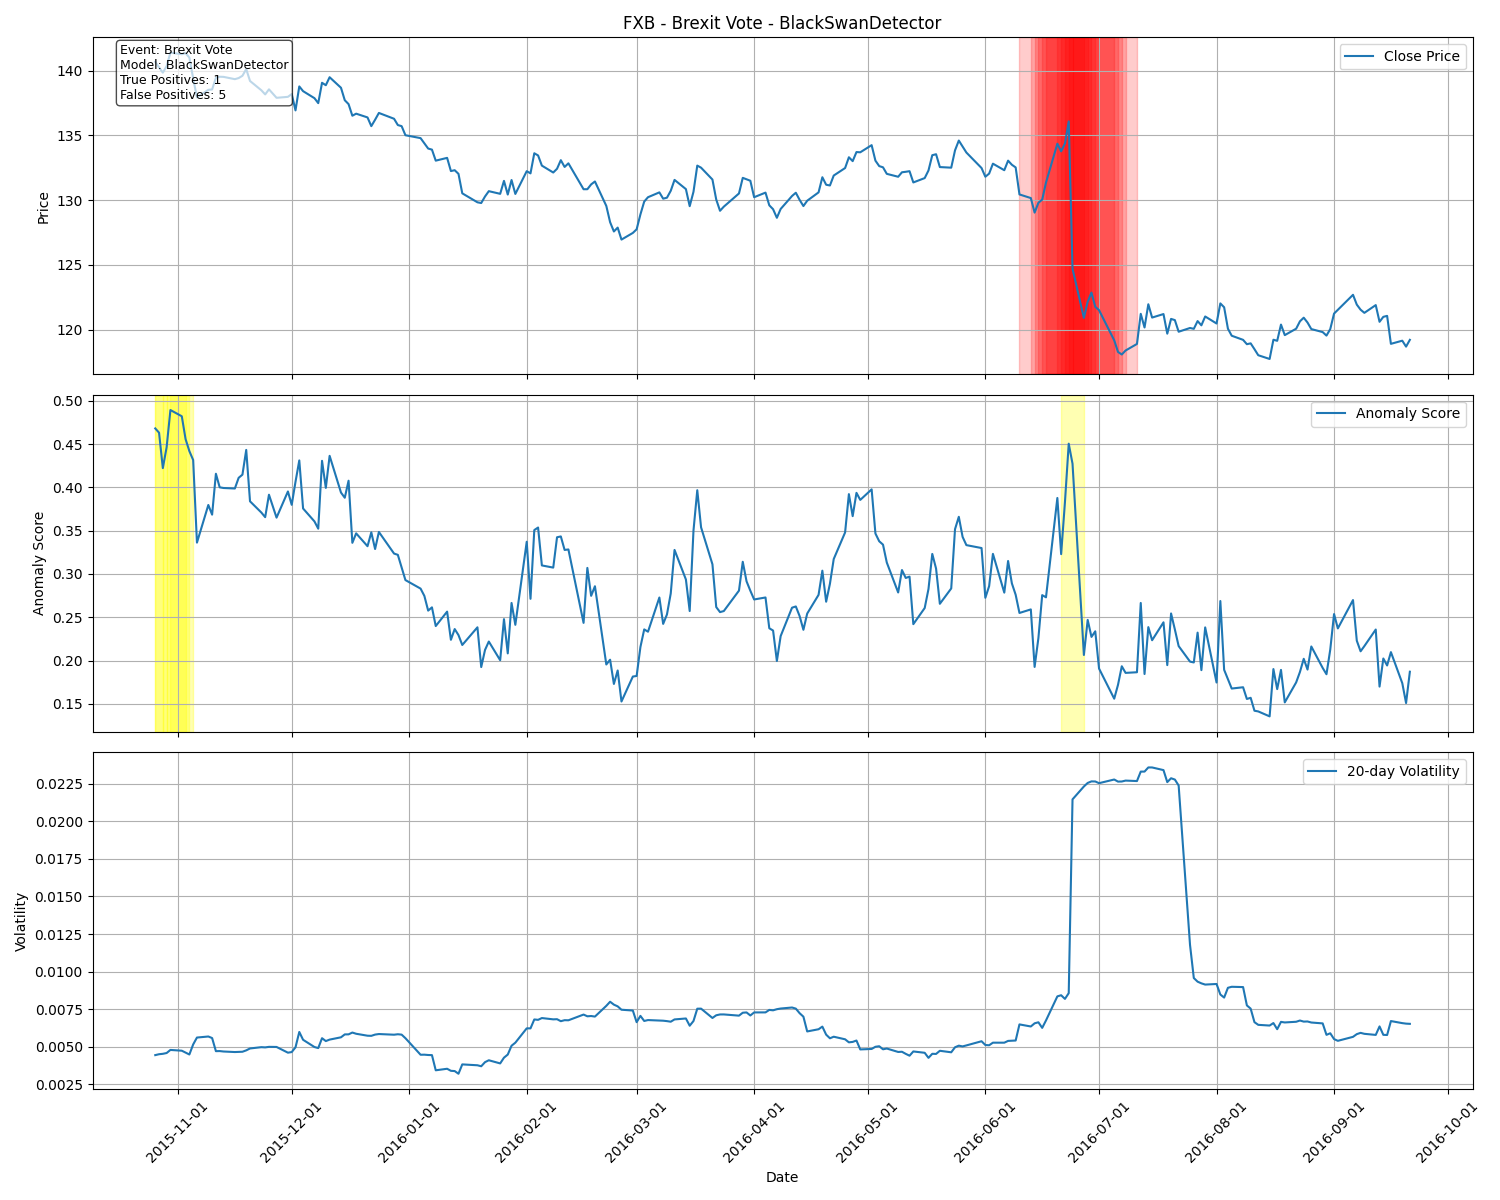 FXB - Brexit Vote - BlackSwanDetector
Event: Brexit Vote
Model: BlackSwanDetector
True Positives: 1
False Positives: 5
Close Price
140
135
130
125
120
Price
Anomaly Score
0.50
0.45
0.40
0.35
0.30
0.25
0.20
0.15
Anomaly Score
20-day Volatility
0.0225
0.0200
0.0175
0.0150
0.0125
0.0100
0.0075
0.0050
0.0025
Volatility
2015-11-01
2015-12-01
2016-01-01
2016-02-01
2016-03-01
2016-04-01
2016-05-01
2016-06-01
2016-07-01
2016-08-01
2016-09-01
2016-10-01
Date